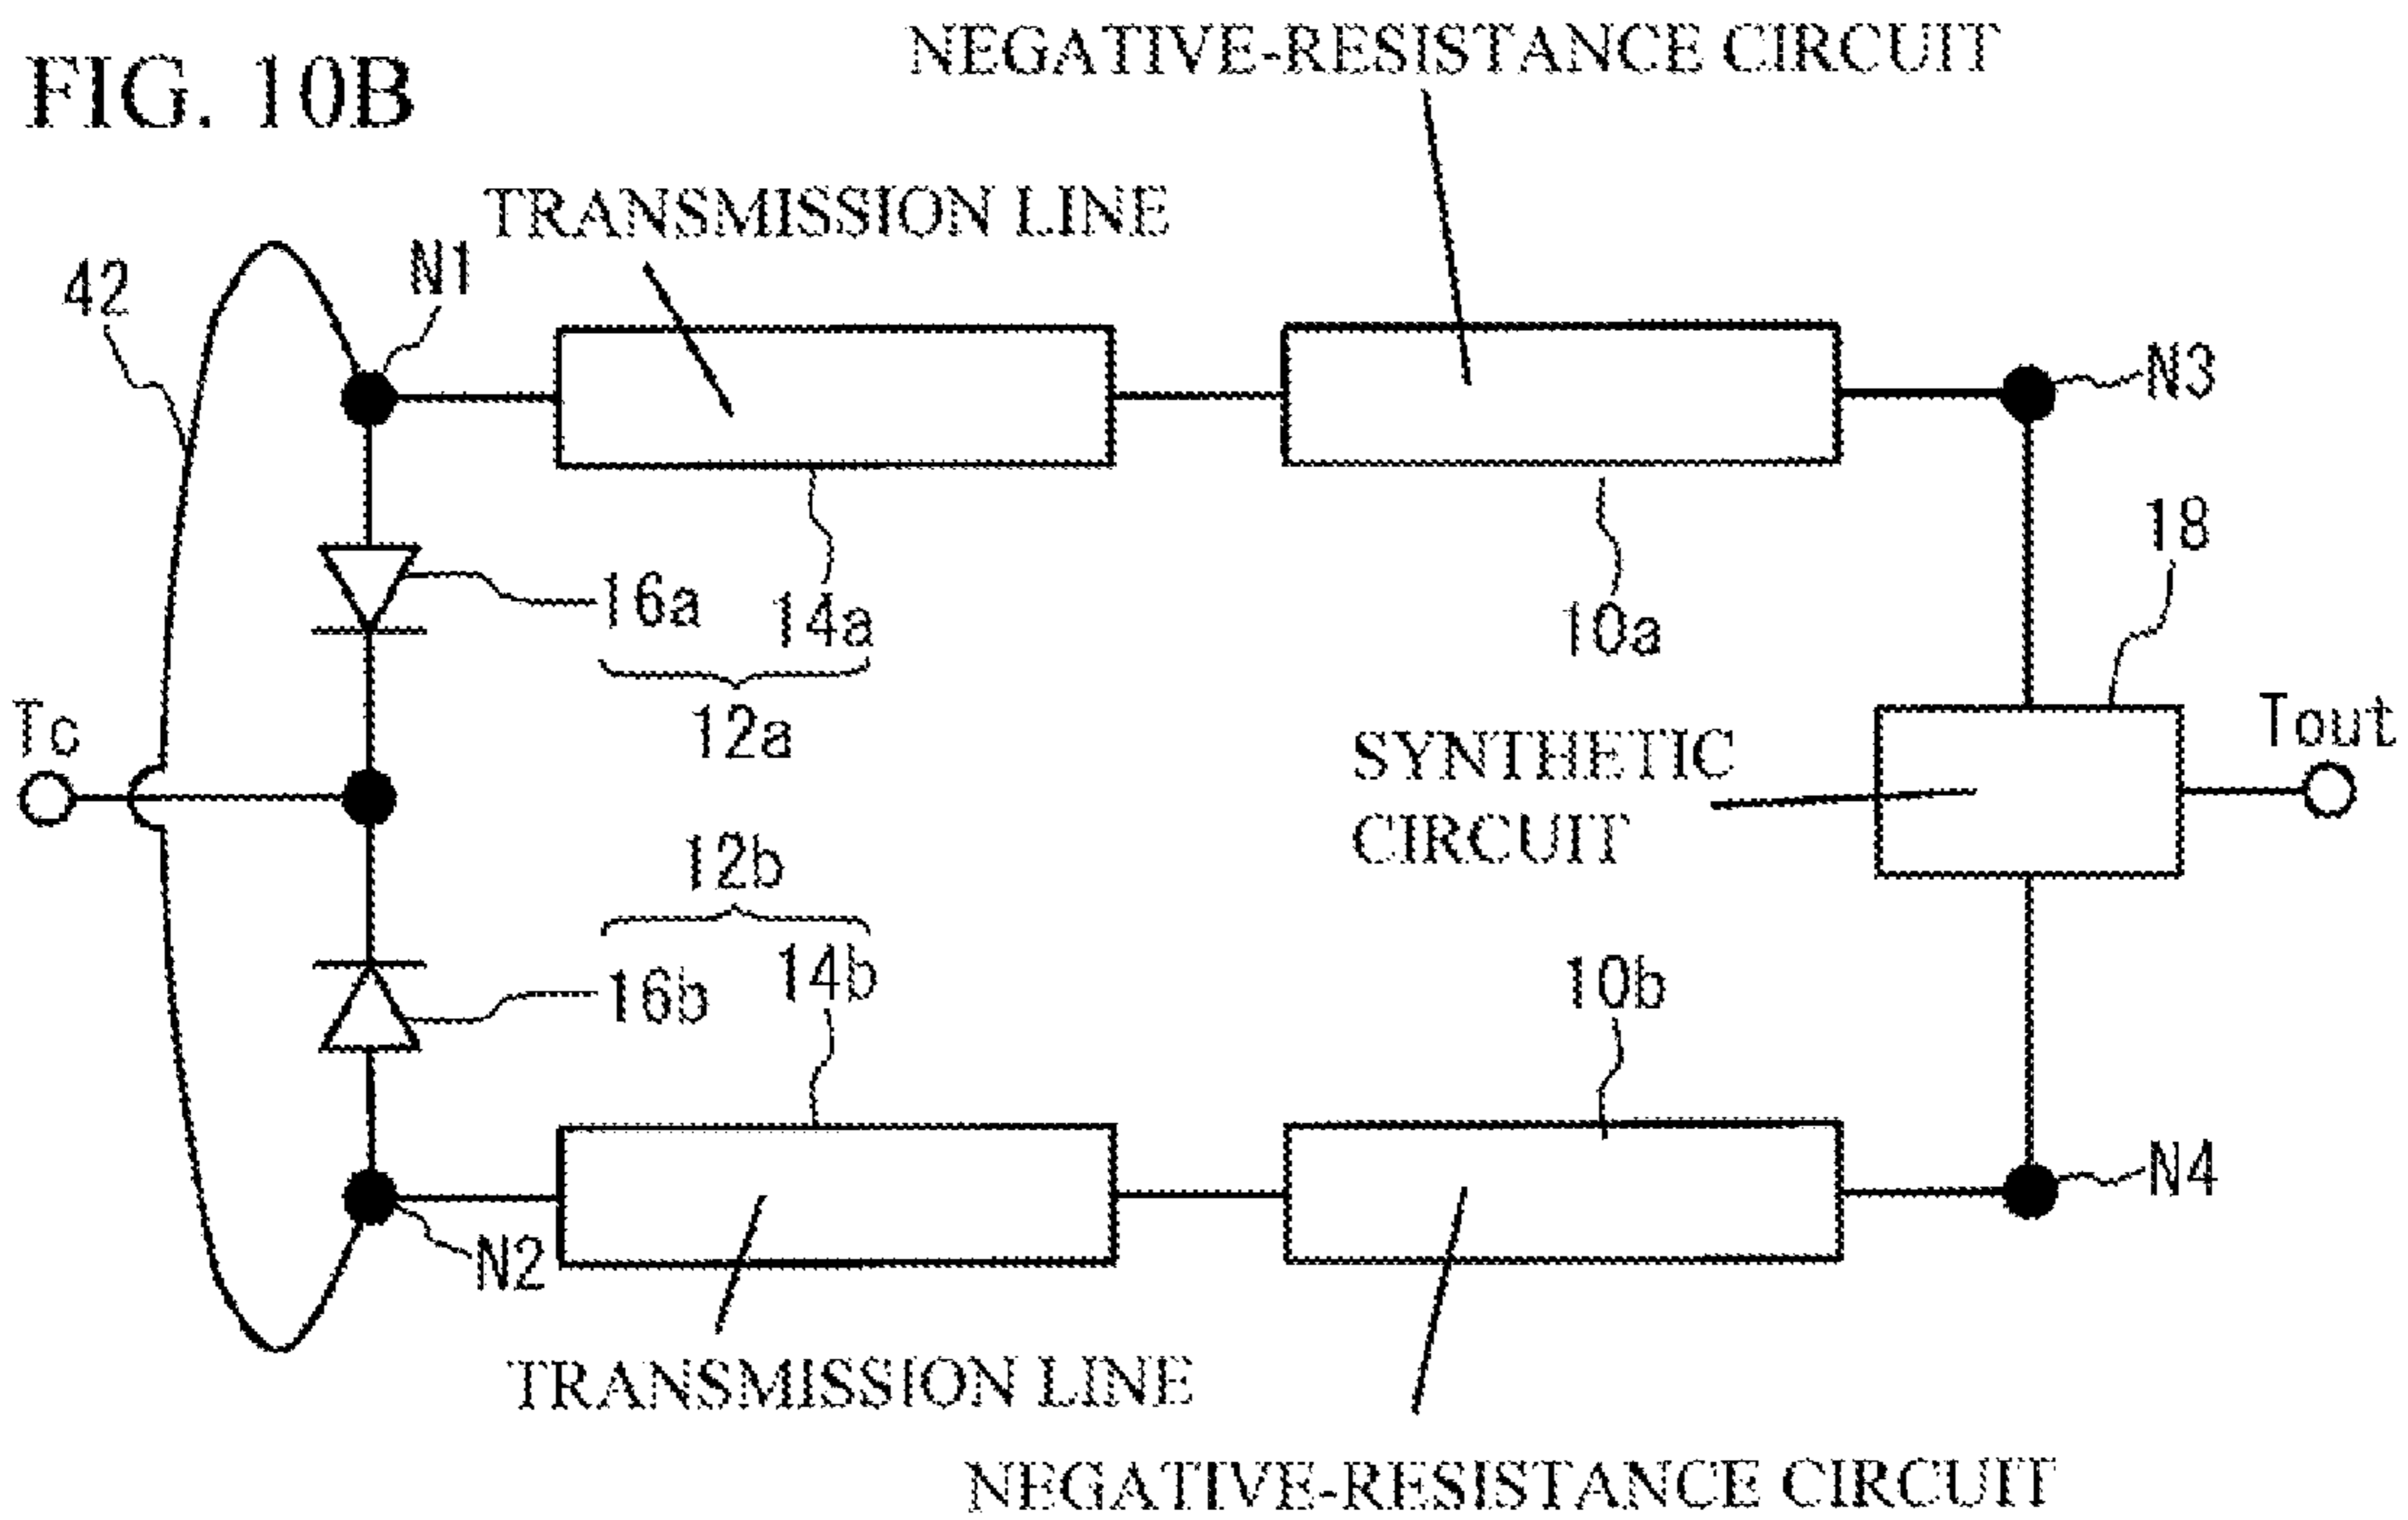 FIG. 10B
NEGATIVE-RESISTANCE CIRCUIT
TRANSMISSION LINE
42
N1
N3
18
16a
14a
10a
12a
Tc
SYNTHETIC
CIRCUIT
Tout
12b
16b
14b
10b
N4
N2
TRANSMISSION LINE
NEGATIVE-RESISTANCE CIRCUIT